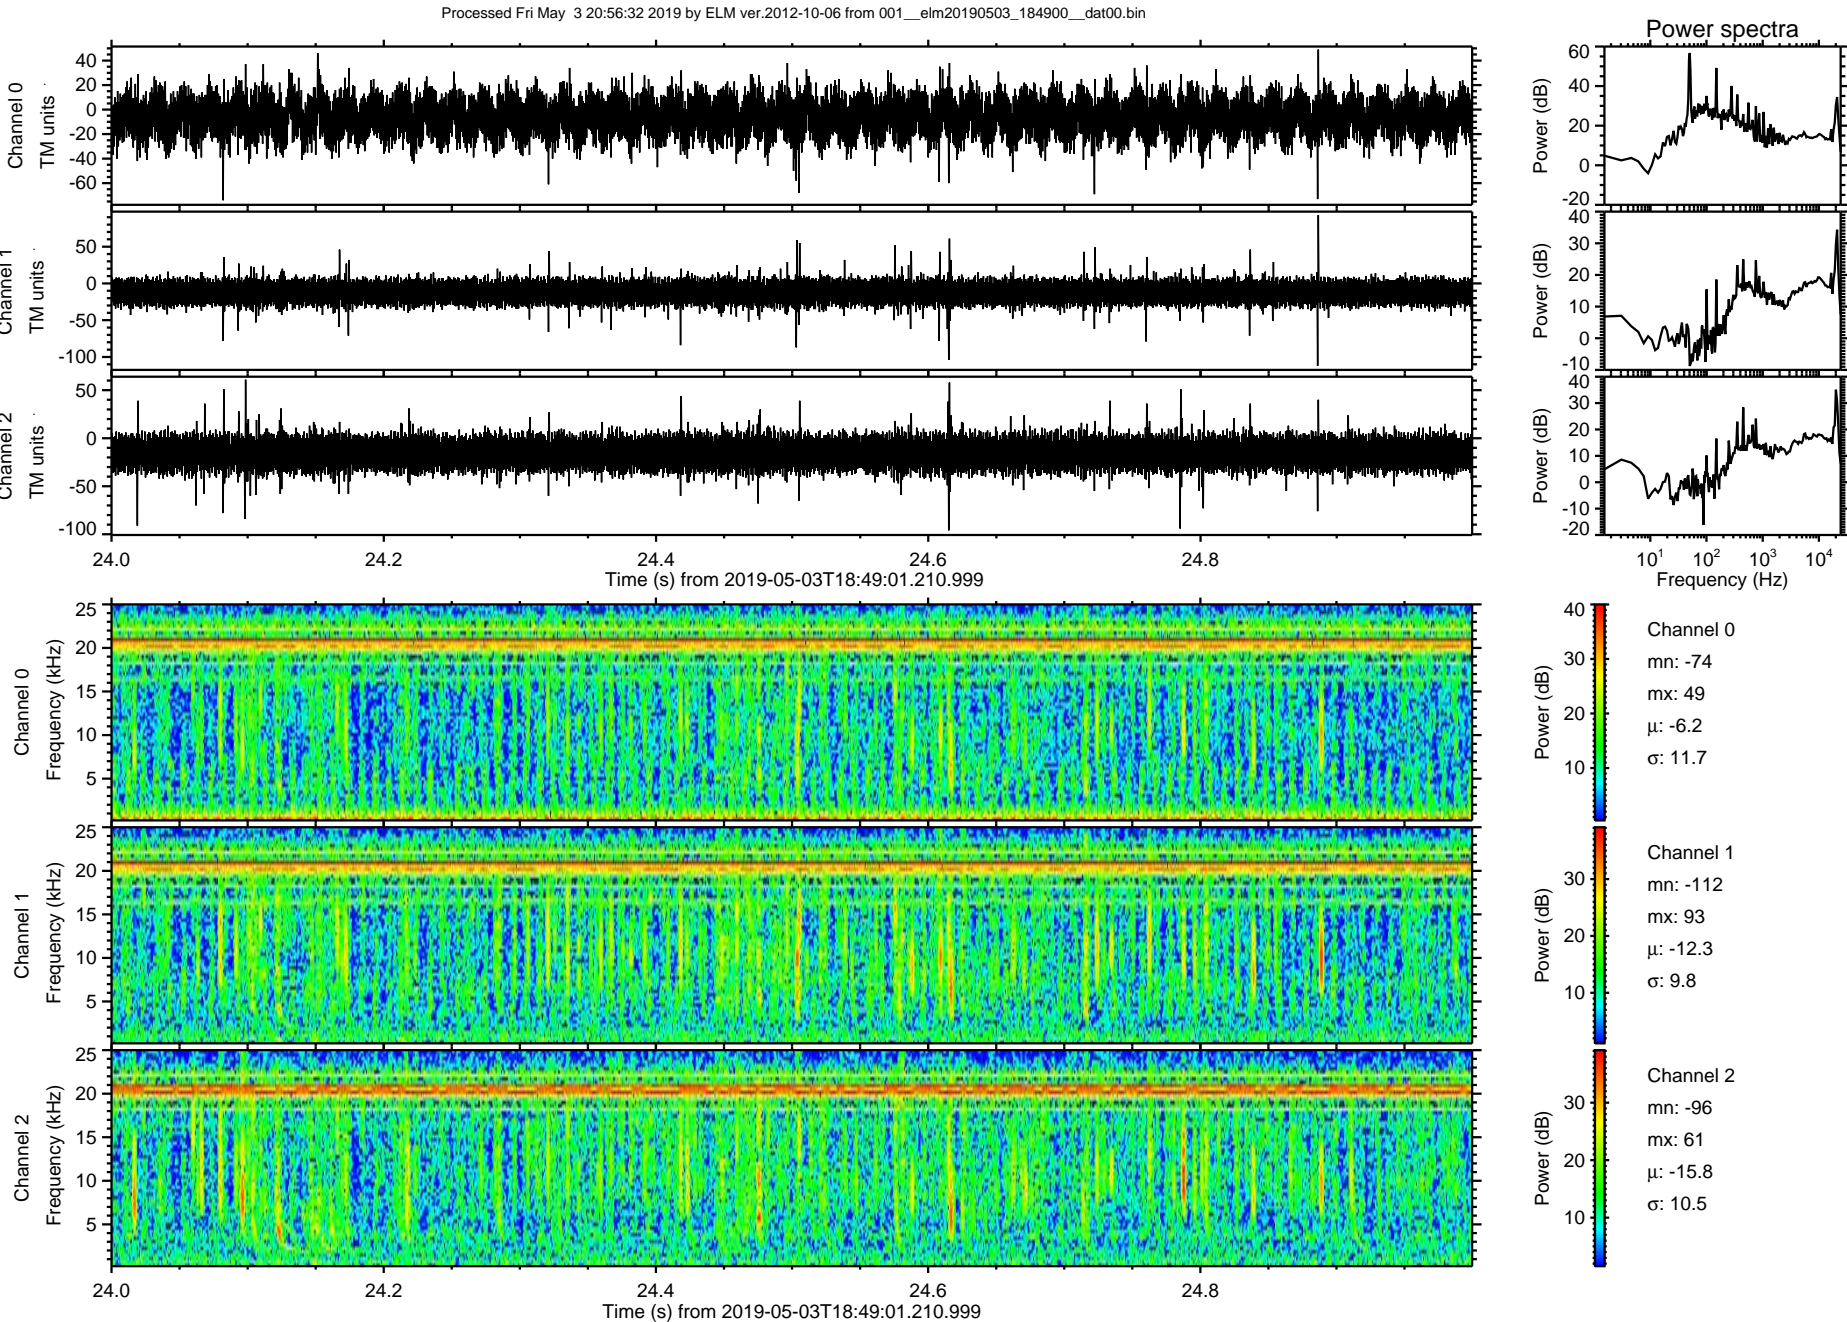 Processed Fri May  3 20:56:32 2019 by ELM ver.2012-10-06 from 001__elm20190503_184900__dat00.bin
Power spectra
Channel 0
TM units
40
20
0
-20
-40
-60
Power (dB)
60
40
20
0
-20
Channel 1
TM units
50
0
-50
-100
Power (dB)
40
30
20
10
0
-10
Channel 2
TM units
50
0
-50
-100
Power (dB)
40
30
20
10
0
-10
-20
24.0 24.2 24.4 24.6 24.8
Time (s) from 2019-05-03T18:49:01.210.999
10¹ 10² 10³ 10⁴
Frequency (Hz)
Channel 0
Frequency (kHz)
25
20
15
10
5
Power (dB)
40
30
20
10
Channel 0
mn: -74
mx: 49
μ: -6.2
σ: 11.7
Channel 1
Frequency (kHz)
25
20
15
10
5
Power (dB)
30
20
10
Channel 1
mn: -112
mx: 93
μ: -12.3
σ: 9.8
Channel 2
Frequency (kHz)
25
20
15
10
5
Power (dB)
30
20
10
Channel 2
mn: -96
mx: 61
μ: -15.8
σ: 10.5
24.0 24.2 24.4 24.6 24.8
Time (s) from 2019-05-03T18:49:01.210.999